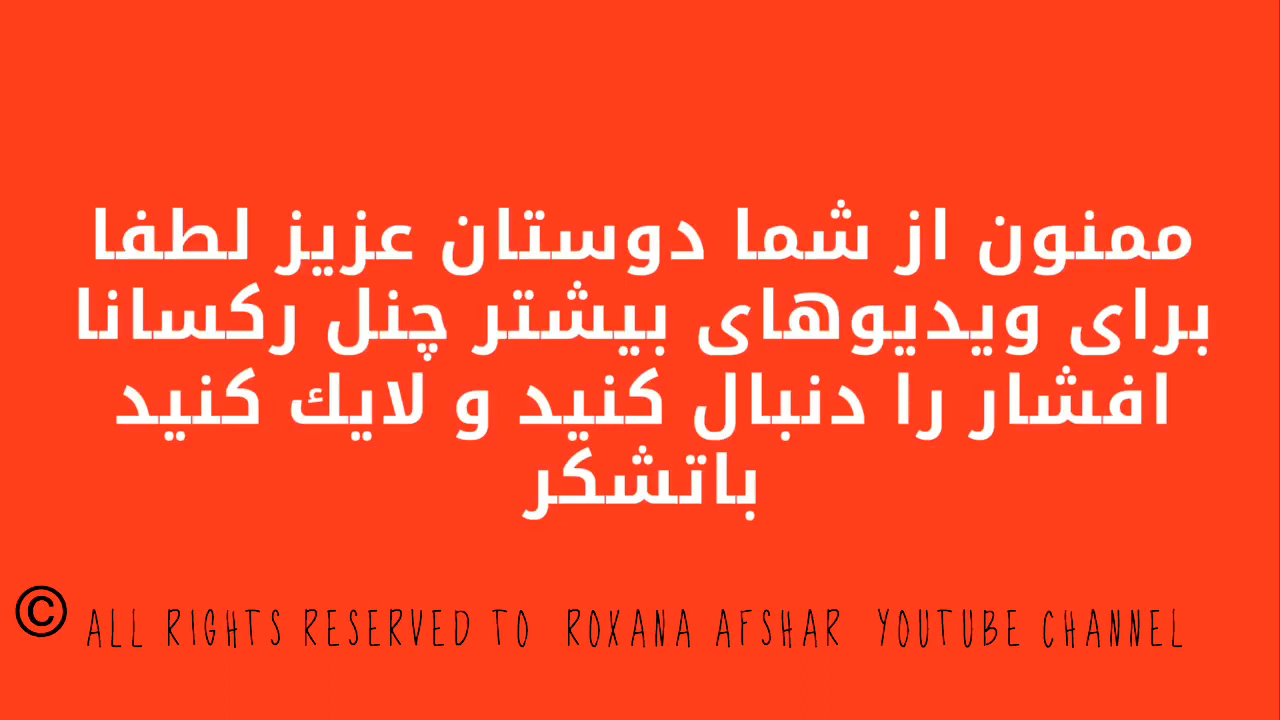 ممنون از شما دوستان عزیز لطفا
برای ویدیوهای بیشتر چنل رکسانا
افشار را دنبال کنید و لایك کنید
باتشکر
© ALL RIGHTS RESERVED TO ROXANA AFSHAR YOUTUBE CHANNEL